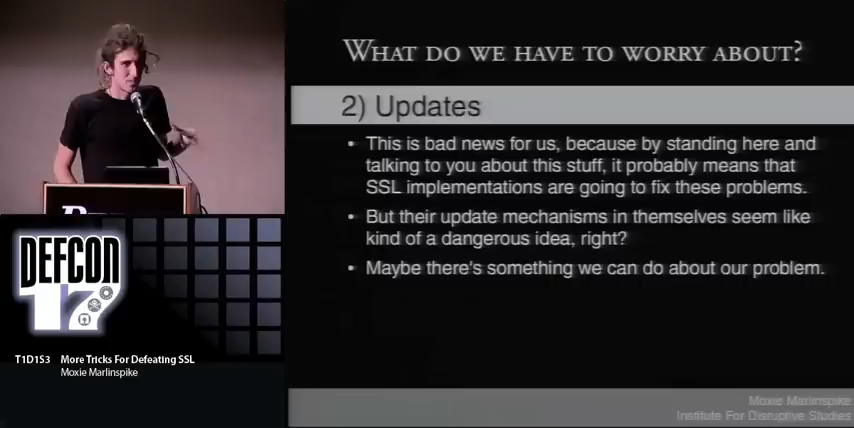 WHAT DO WE HAVE TO WORRY ABOUT?
2) Updates
• This is bad news for us, because by standing here and
talking to you about this stuff, it probably means that
SSL implementations are going to fix these problems.
• But their update mechanisms in themselves seem like
kind of a dangerous idea, right?
• Maybe there's something we can do about our problem.
DEFCON
17
T1D1S3 More Tricks For Defeating SSL
Moxie Marlinspike
Moxie Marlinspike
Institute For Disruptive Studies